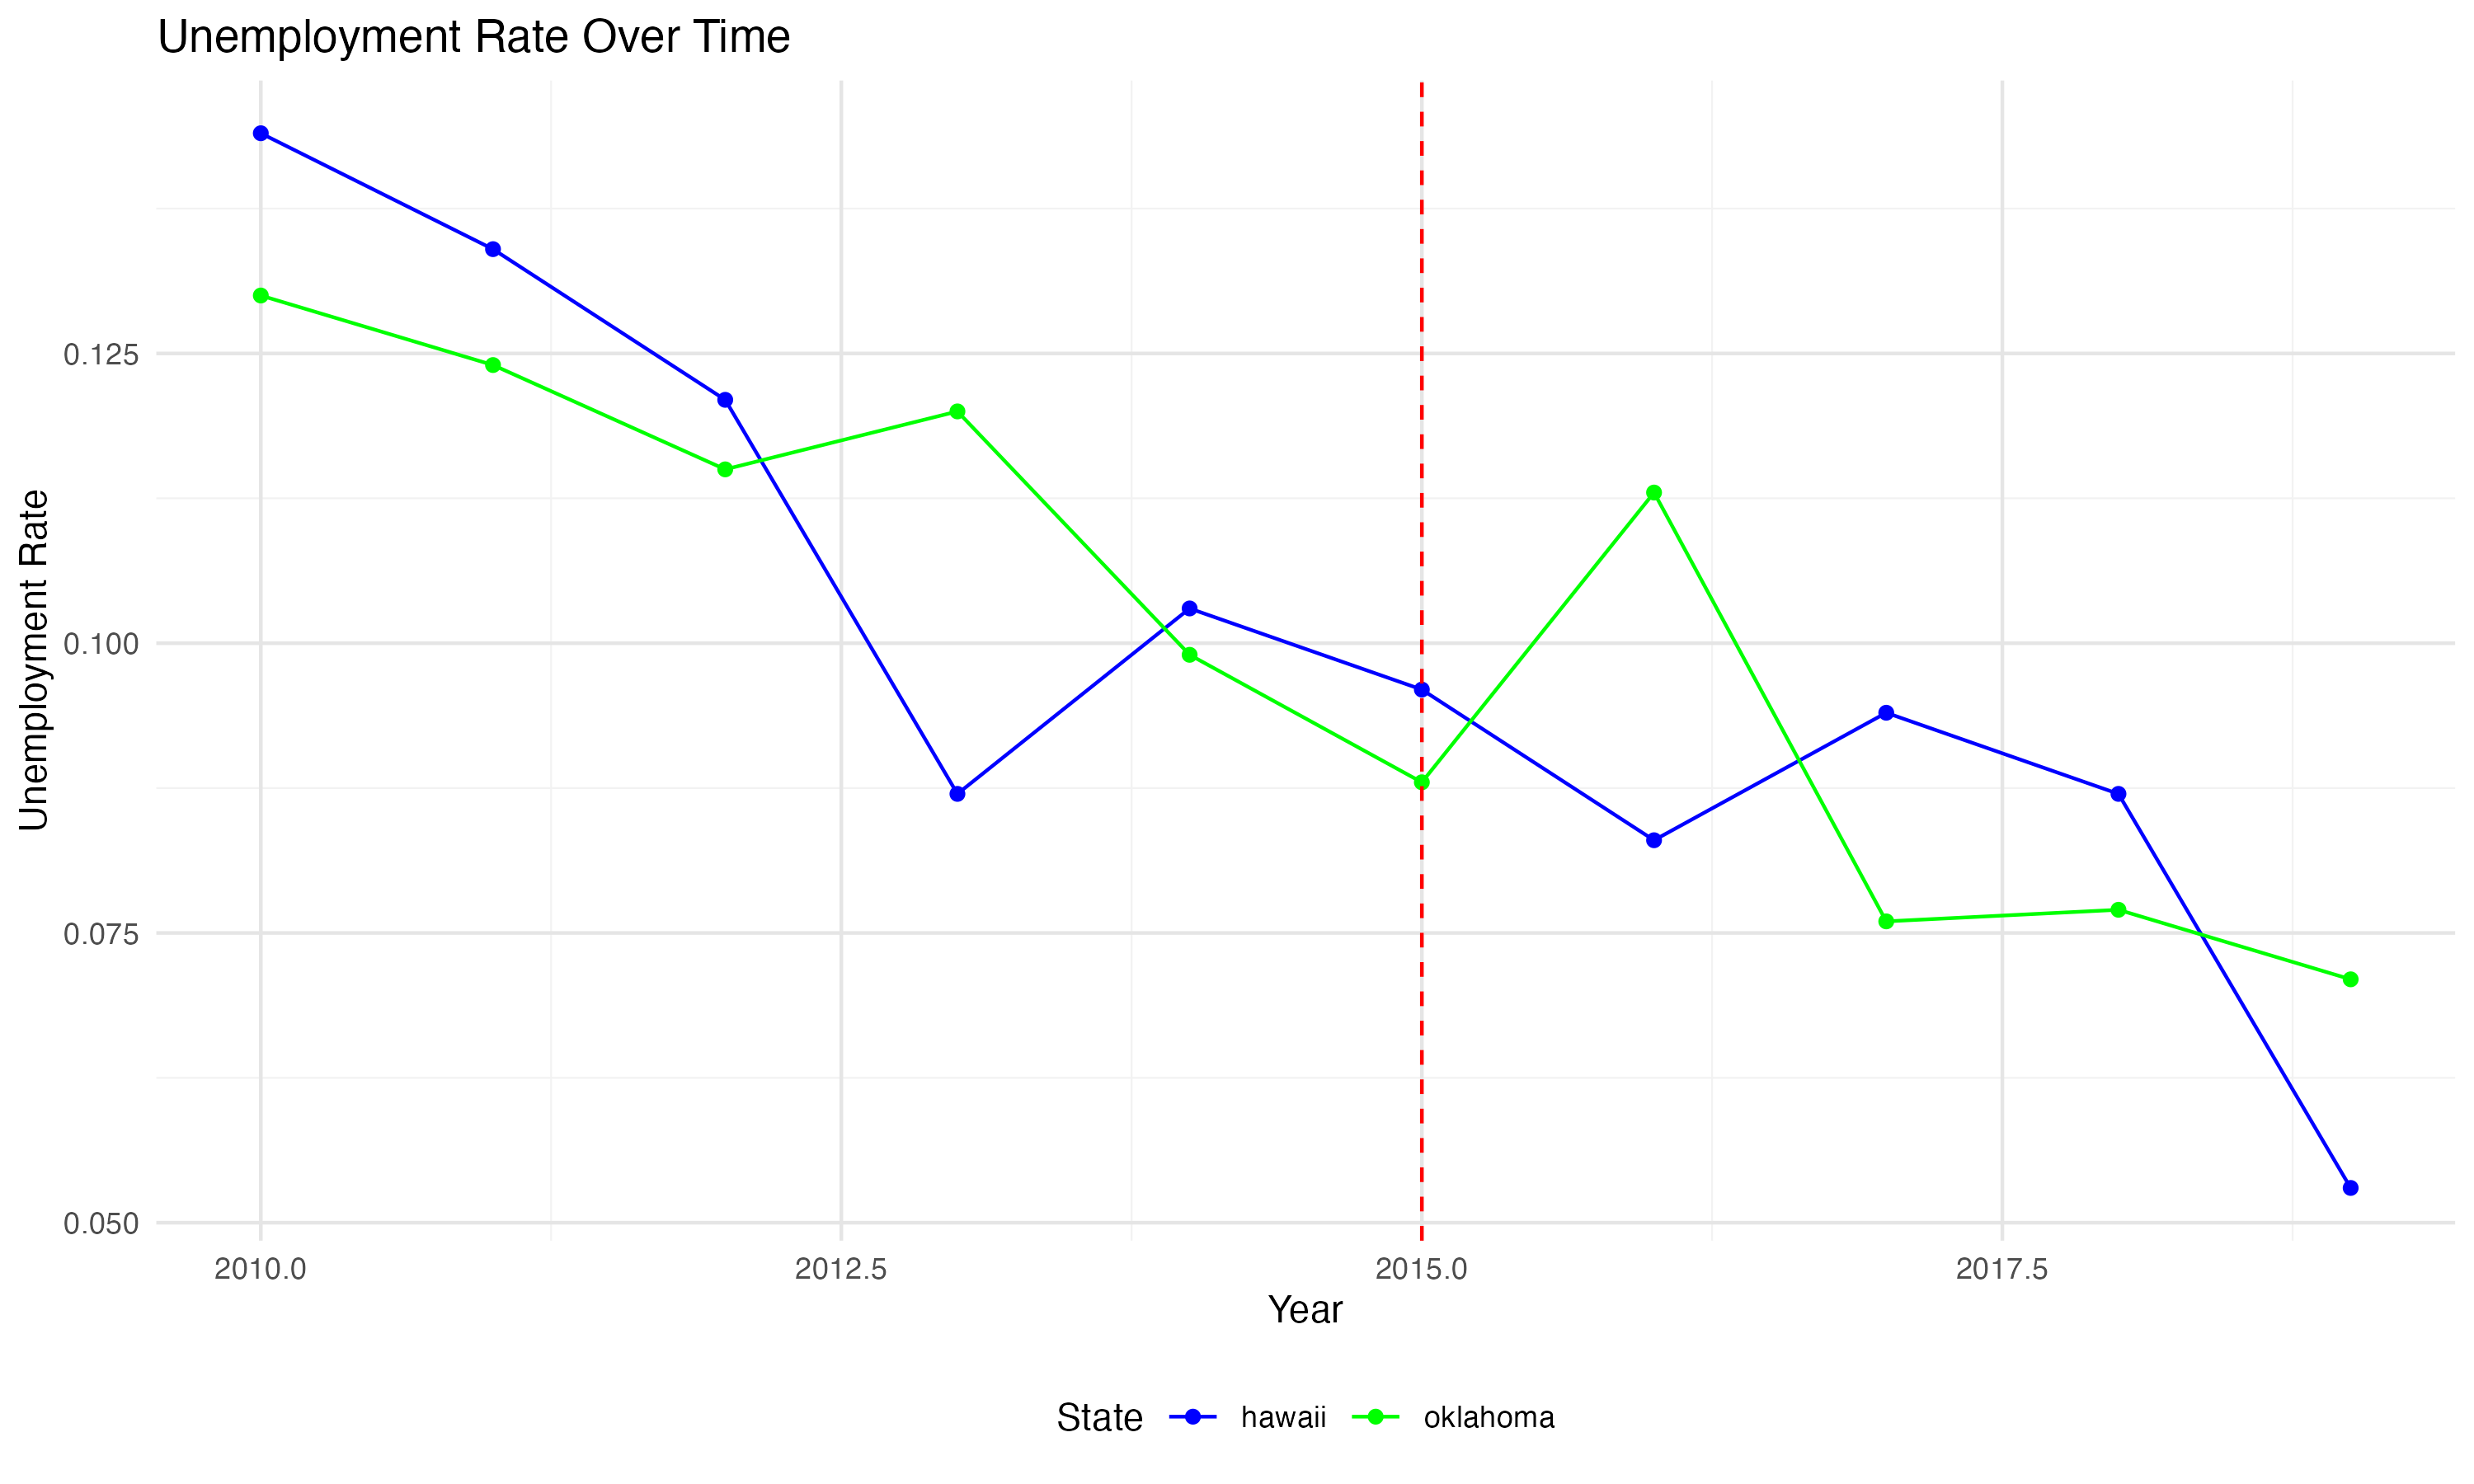 Unemployment Rate Over Time
Unemployment Rate
0.125
0.100
0.075
0.050
2010.0 2012.5 2015.0 2017.5
Year
State hawaii oklahoma